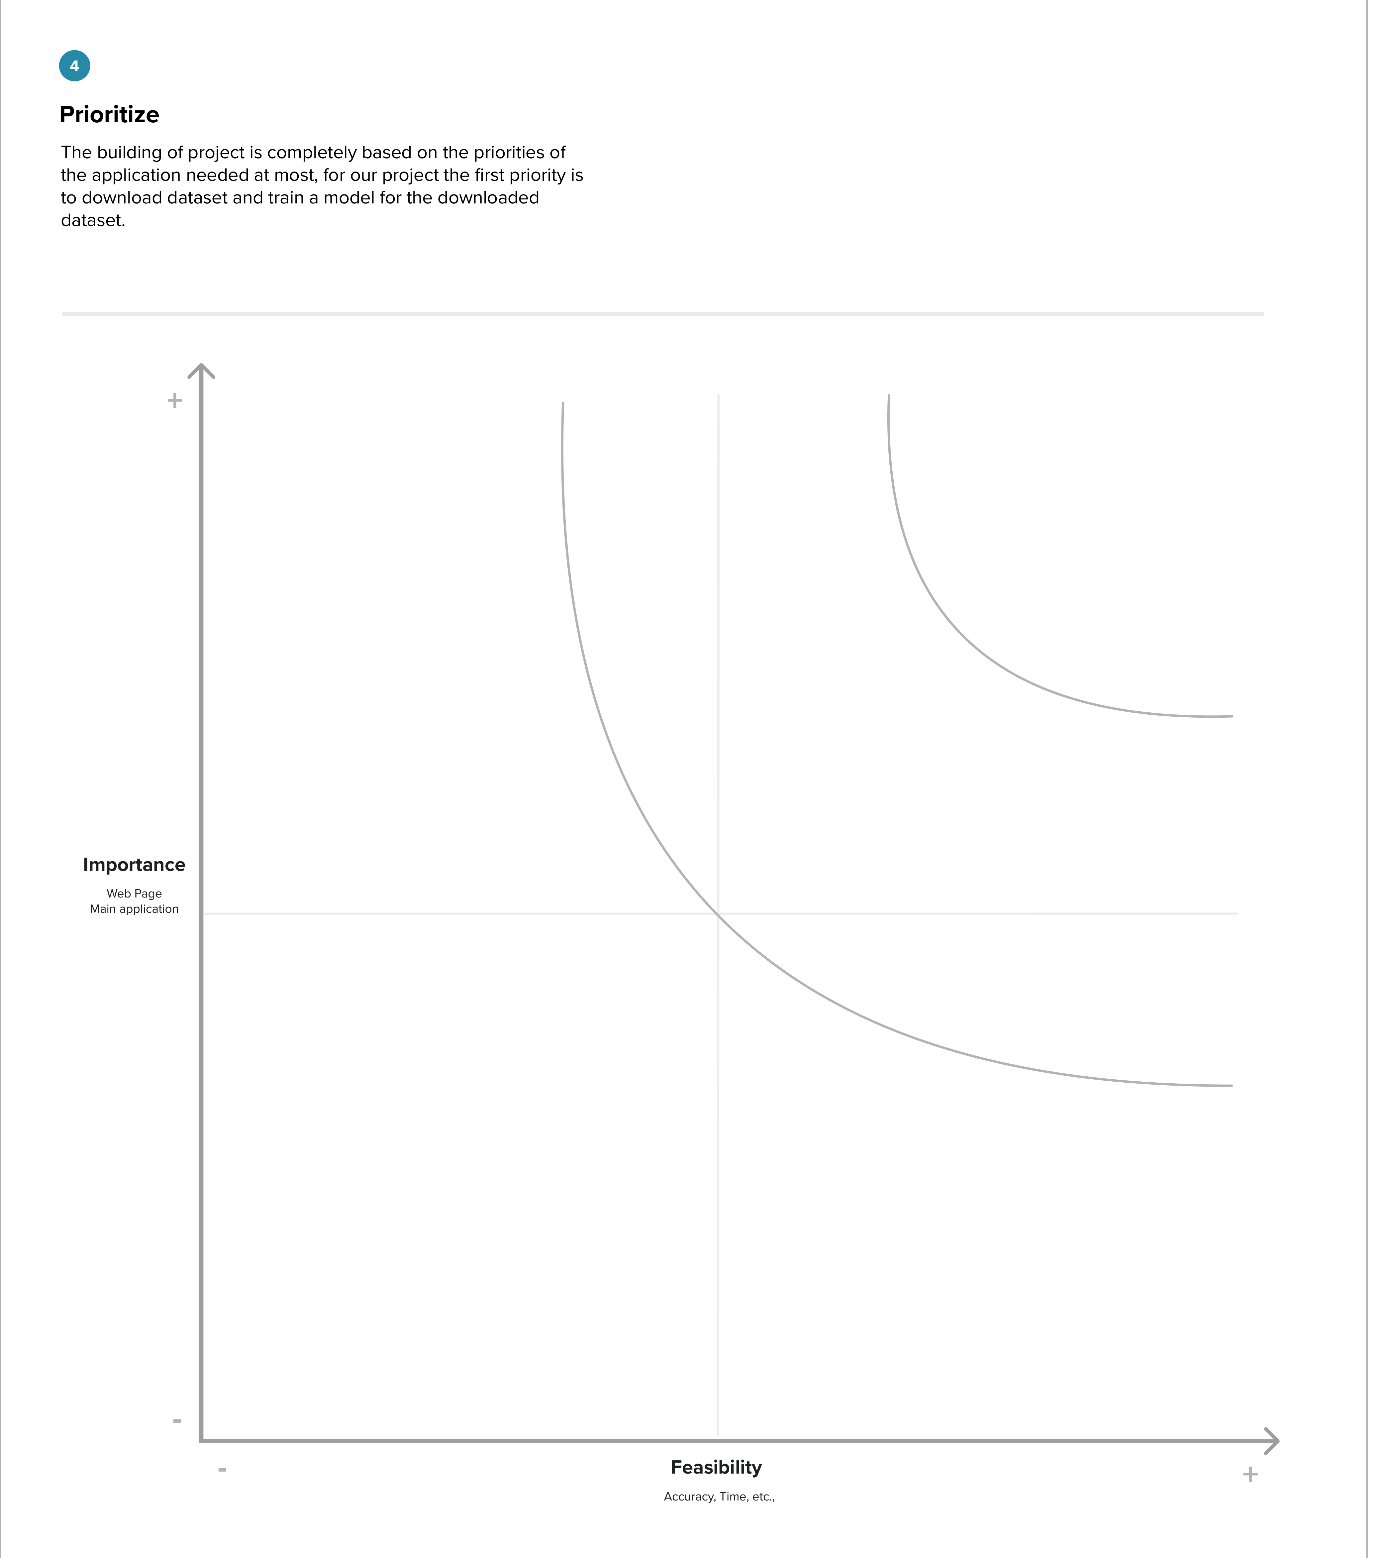 4
Prioritize
The building of project is completely based on the priorities of
the application needed at most, for our project the first priority is
to download dataset and train a model for the downloaded
dataset.
+
Importance
Web Page
Main application
-
-
Feasibility
+
Accuracy, Time, etc.,